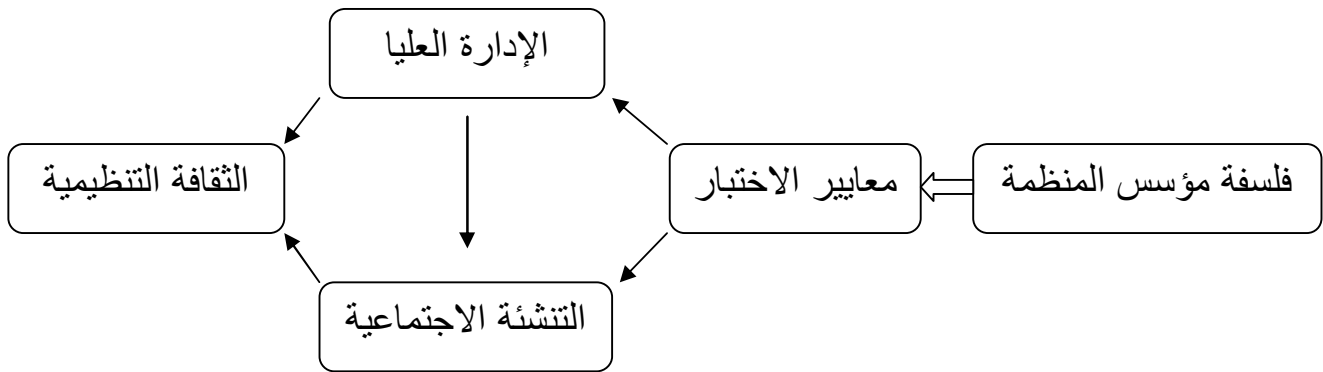 الإدارة العليا
فلسفة مؤسس المنظمة
معايير الاختبار
الثقافة التنظيمية
التنشئة الاجتماعية